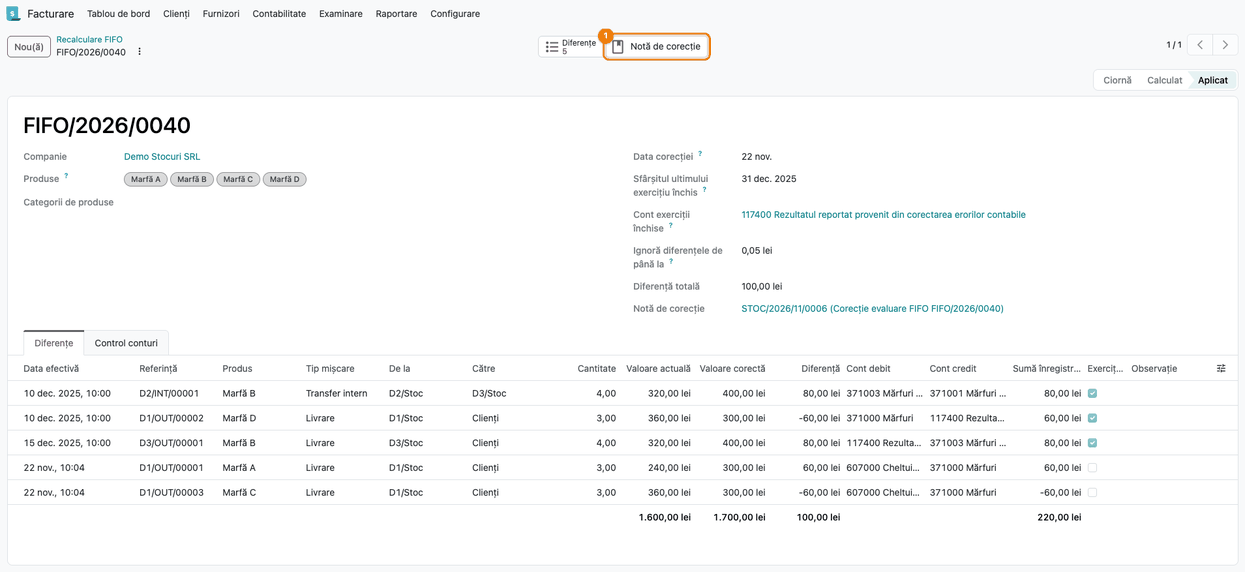 Facturare Tablou de bord Clienți Furnizori Contabilitate Examinare Raportare Configurare
Nou(ă)
Recalculare FIFO
FIFO/2026/0040
Diferențe
5
1
Notă de corecție
1 / 1
Ciornă Calculat Aplicat
FIFO/2026/0040
Companie Demo Stocuri SRL
Produse ? Marfă A Marfă B Marfă C Marfă D
Categorii de produse
Data corecției ? 22 nov.
Sfârșitul ultimului exercițiu închis ? 31 dec. 2025
Cont exerciții închise ? 117400 Rezultatul reportat provenit din corectarea erorilor contabile
Ignoră diferențele de până la ? 0,05 lei
Diferență totală 100,00 lei
Notă de corecție STOC/2026/11/0006 (Corecție evaluare FIFO FIFO/2026/0040)
Diferențe Control conturi
Data efectivă Referință Produs Tip mișcare De la Către Cantitate Valoare actuală Valoare corectă Diferență Cont debit Cont credit Sumă înregistr... Exerciț... Observație
10 dec. 2025, 10:00 D2/INT/00001 Marfă B Transfer intern D2/Stoc D3/Stoc 4,00 320,00 lei 400,00 lei 80,00 lei 371003 Mărfuri ... 371001 Mărfuri ... 80,00 lei
10 dec. 2025, 10:00 D1/OUT/00002 Marfă D Livrare D1/Stoc Clienți 3,00 360,00 lei 300,00 lei -60,00 lei 371000 Mărfuri 117400 Rezulta... 60,00 lei
15 dec. 2025, 10:00 D3/OUT/00001 Marfă B Livrare D3/Stoc Clienți 4,00 320,00 lei 400,00 lei 80,00 lei 117400 Rezulta... 371003 Mărfuri ... 80,00 lei
22 nov., 10:04 D1/OUT/00001 Marfă A Livrare D1/Stoc Clienți 3,00 240,00 lei 300,00 lei 60,00 lei 607000 Cheltui... 371000 Mărfuri 60,00 lei
22 nov., 10:04 D1/OUT/00003 Marfă C Livrare D1/Stoc Clienți 3,00 360,00 lei 300,00 lei -60,00 lei 607000 Cheltui... 371000 Mărfuri -60,00 lei
1.600,00 lei 1.700,00 lei 100,00 lei 220,00 lei